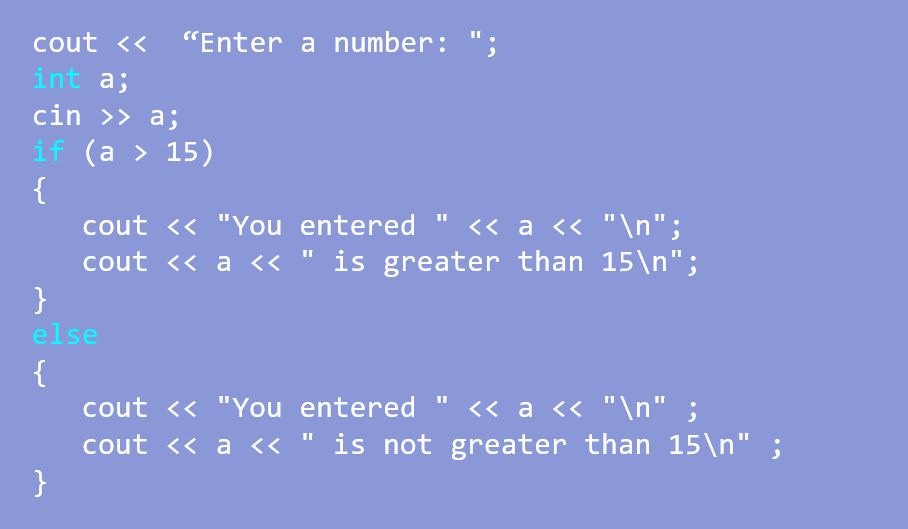 cout <<  “Enter a number: ";
int a;
cin >> a;
if (a > 15)
{
   cout << "You entered " << a << "\n";
   cout << a << " is greater than 15\n";
}
else
{
   cout << "You entered " << a << "\n" ;
   cout << a << " is not greater than 15\n" ;
}